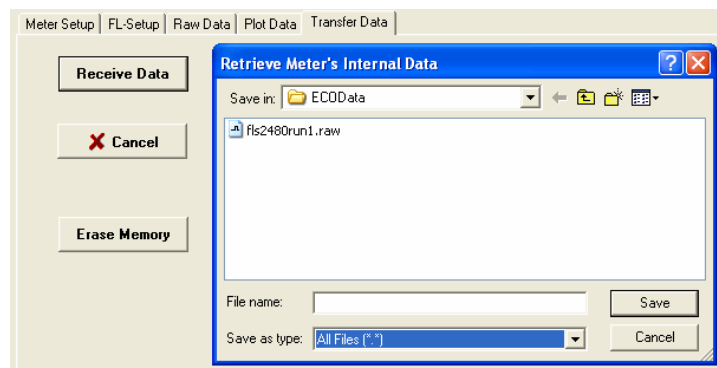 Meter Setup FL-Setup Raw Data Plot Data Transfer Data
Receive Data
Cancel
Erase Memory
Retrieve Meter's Internal Data
Save in: ECOData
fls2480run1.raw
File name:
Save
Save as type: All Files (*.*)
Cancel